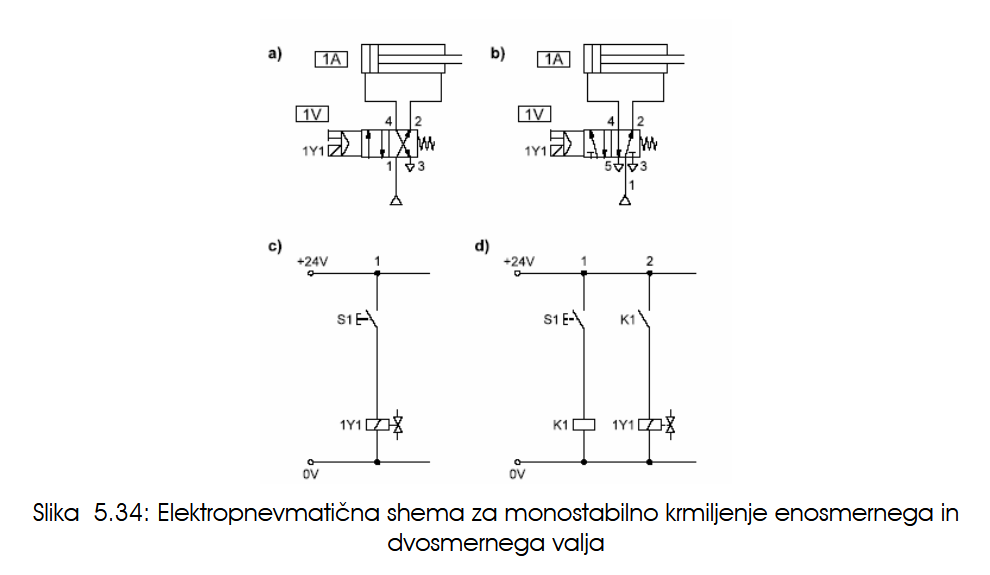 a)
1A
1V
4 2
1Y1
1 3
b)
1A
1V
4 2
1Y1
5 3
1
c)
+24V 1
S1
1Y1
0V
d)
+24V 1 2
S1 K1
K1 1Y1
0V
Slika 5.34: Elektropnevmatična shema za monostabilno krmiljenje enosmernega in
dvosmernega valja